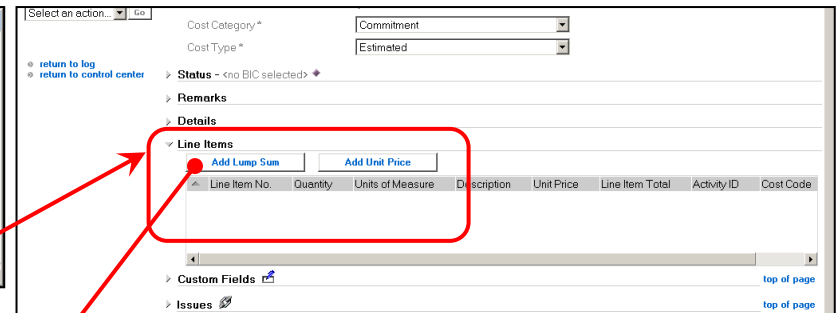 Select an action... Go
Cost Category * Commitment
Cost Type * Estimated
return to log
return to control center
Status - <no BIC selected>
Remarks
Details
Line Items
Add Lump Sum Add Unit Price
Line Item No. Quantity Units of Measure Description Unit Price Line Item Total Activity ID Cost Code
Custom Fields top of page
Issues top of page